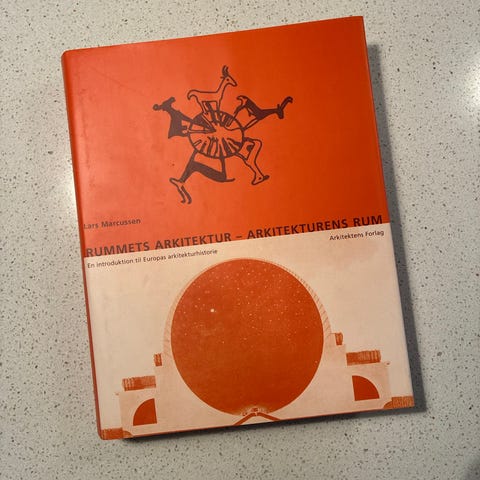 Lars Marcussen
RUMMETS ARKITEKTUR – ARKITEKTURENS RUM
En introduktion til Europas arkitekturhistorie
Arkitektens Forlag